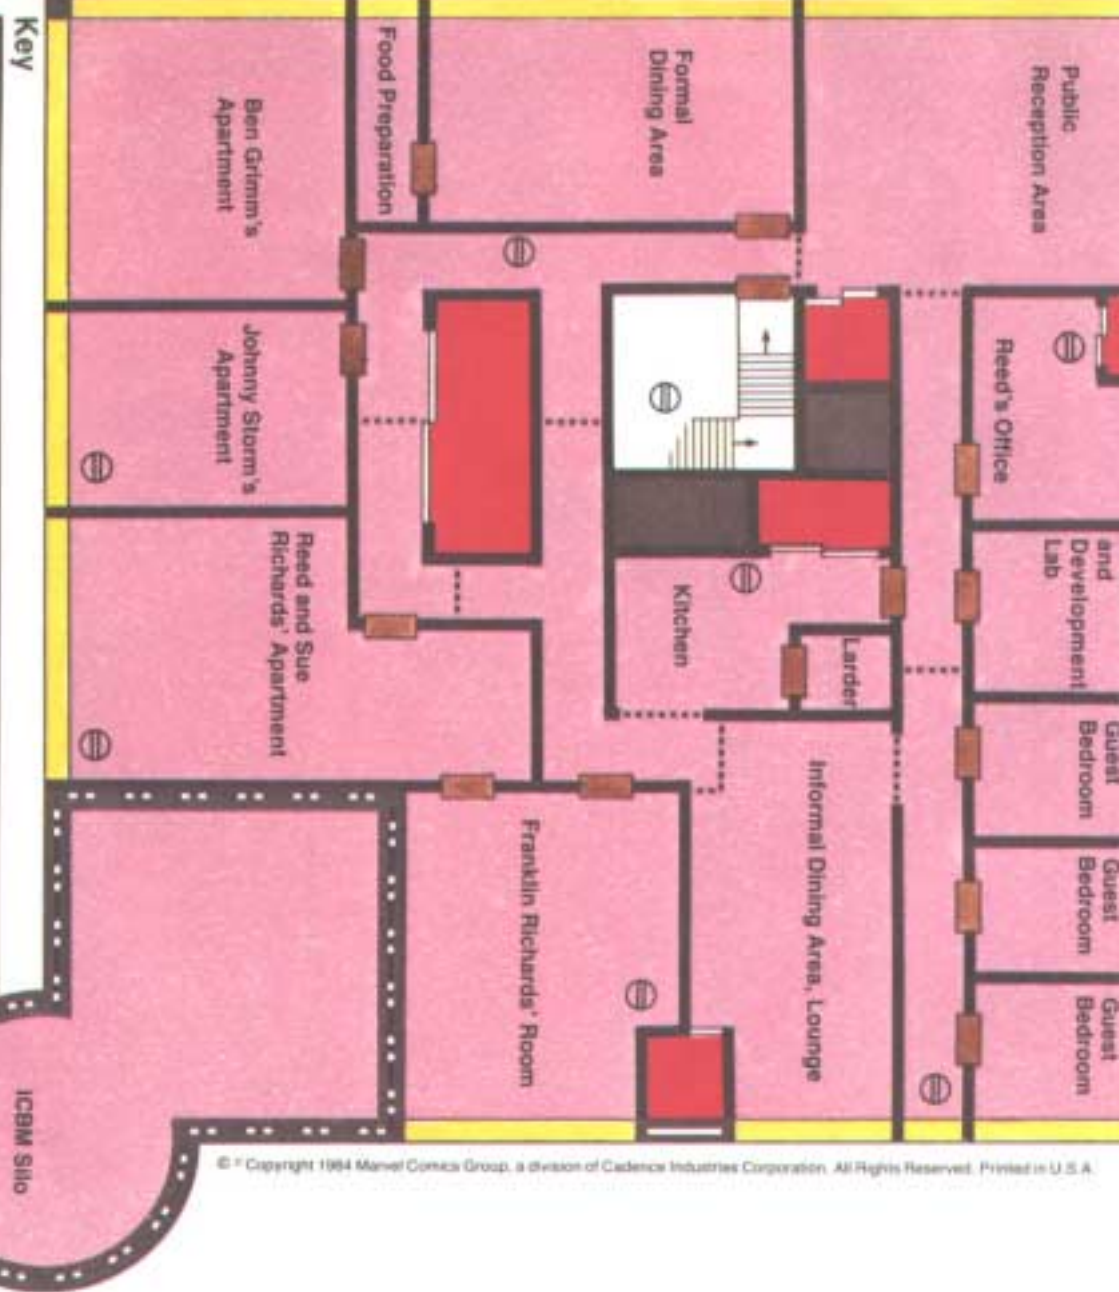 Key
Ben Grimm's
Apartment
Food Preparation
Formal
Dining Area
Public
Reception Area
Johnny Storm's
Apartment
Reed's Office
and
Development
Lab
Reed and Sue
Richards' Apartment
Kitchen
Larder
Guest
Bedroom
Guest
Bedroom
Guest
Bedroom
Informal Dining Area, Lounge
Franklin Richards' Room
ICBM Silo
Copyright 1984 Marvel Comics Group, a division of Cadence Industries Corporation. All Rights Reserved. Printed in U.S.A.